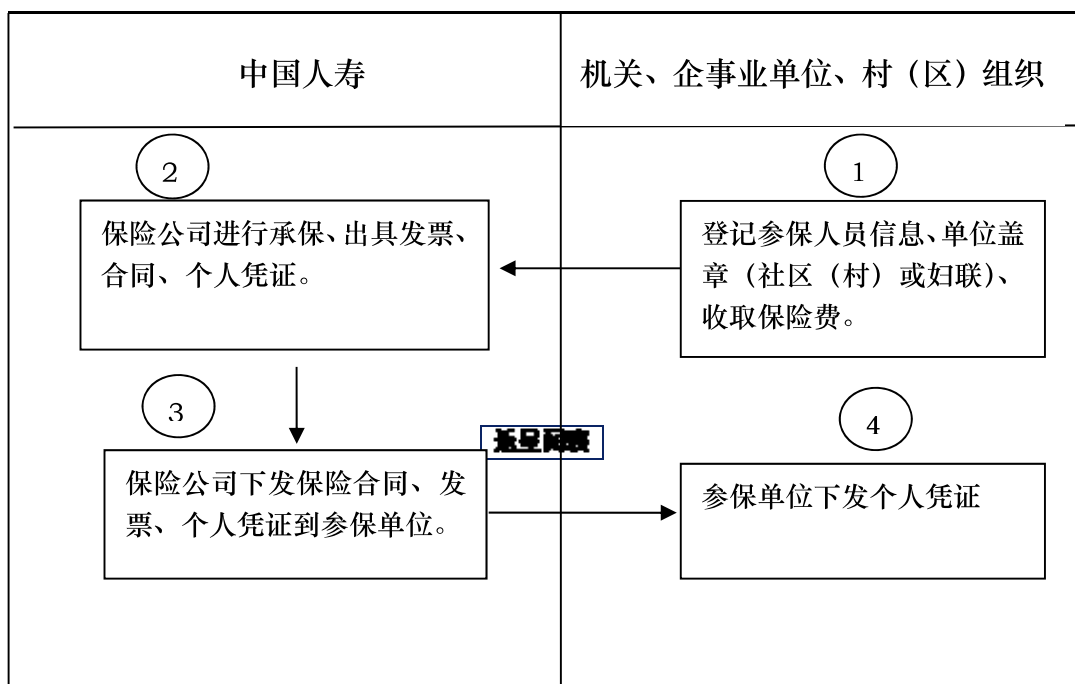 中国人寿
机关、企事业单位、村（区）组织
1
登记参保人员信息、单位盖
章（社区（村）或妇联）、
收取保险费。
2
保险公司进行承保、出具发票、
合同、个人凭证。
3
保险公司下发保险合同、发
票、个人凭证到参保单位。
4
参保单位下发个人凭证